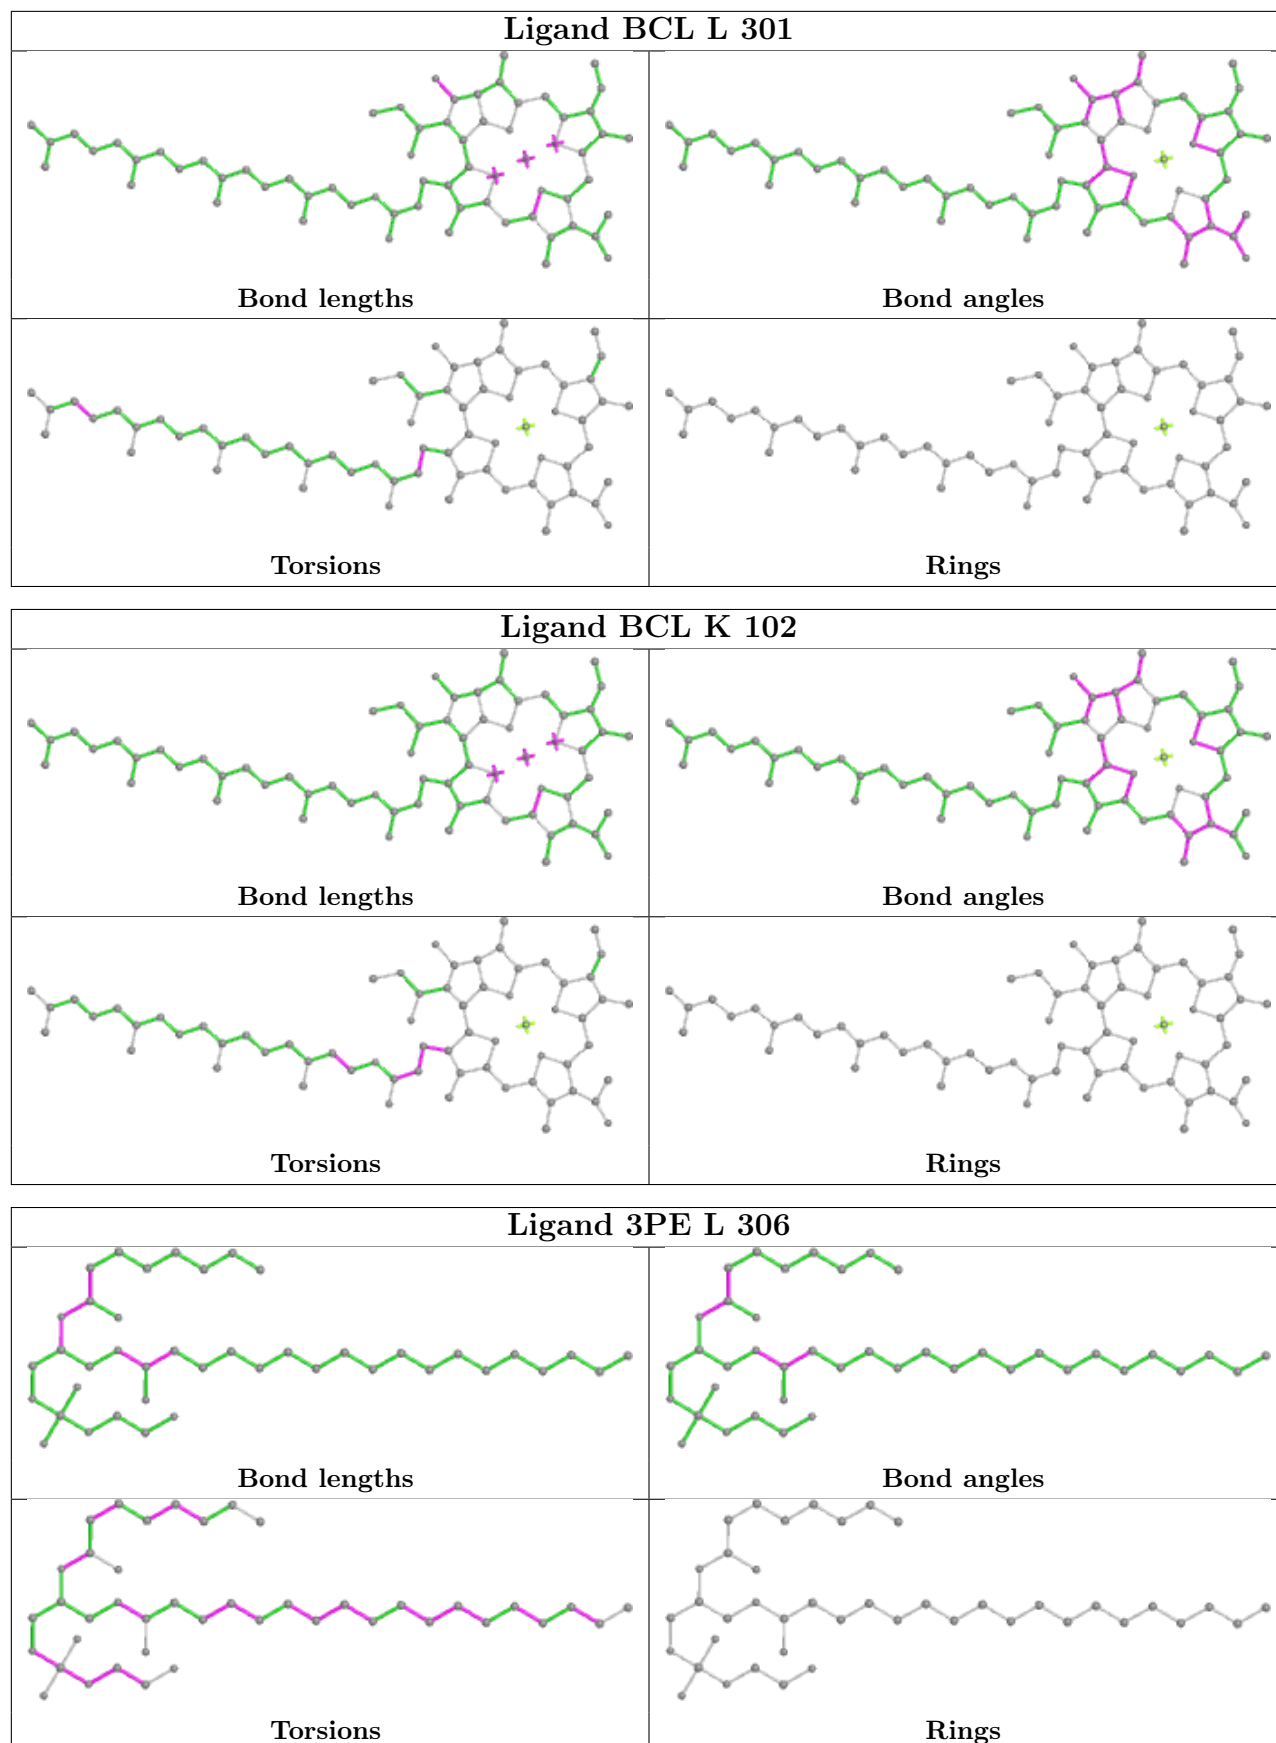 Ligand BCL L 301
Bond lengths
Bond angles
Torsions
Rings
Ligand BCL K 102
Bond lengths
Bond angles
Torsions
Rings
Ligand 3PE L 306
Bond lengths
Bond angles
Torsions
Rings